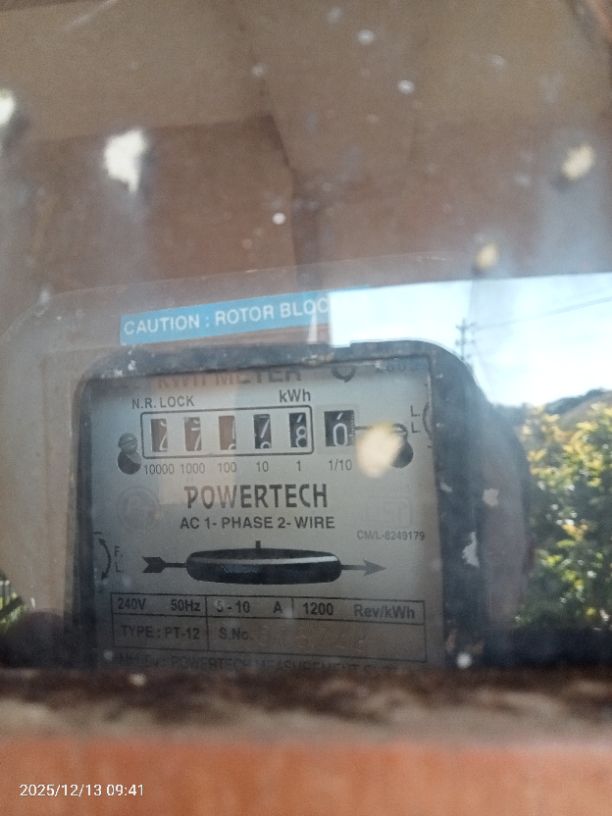 CAUTION : ROTOR BLOC
KWH METER
N.R. LOCK kWh
L.
L.
10000 1000 100 10 1 1/10
POWERTECH
AC 1- PHASE 2- WIRE
CM/L-8249179
F.
L.
240V 50Hz 5 - 10 A 1200 Rev/kWh
TYPE : PT-12 S.No.
POWERTECH MEASUREMENT
2025/12/13 09:41